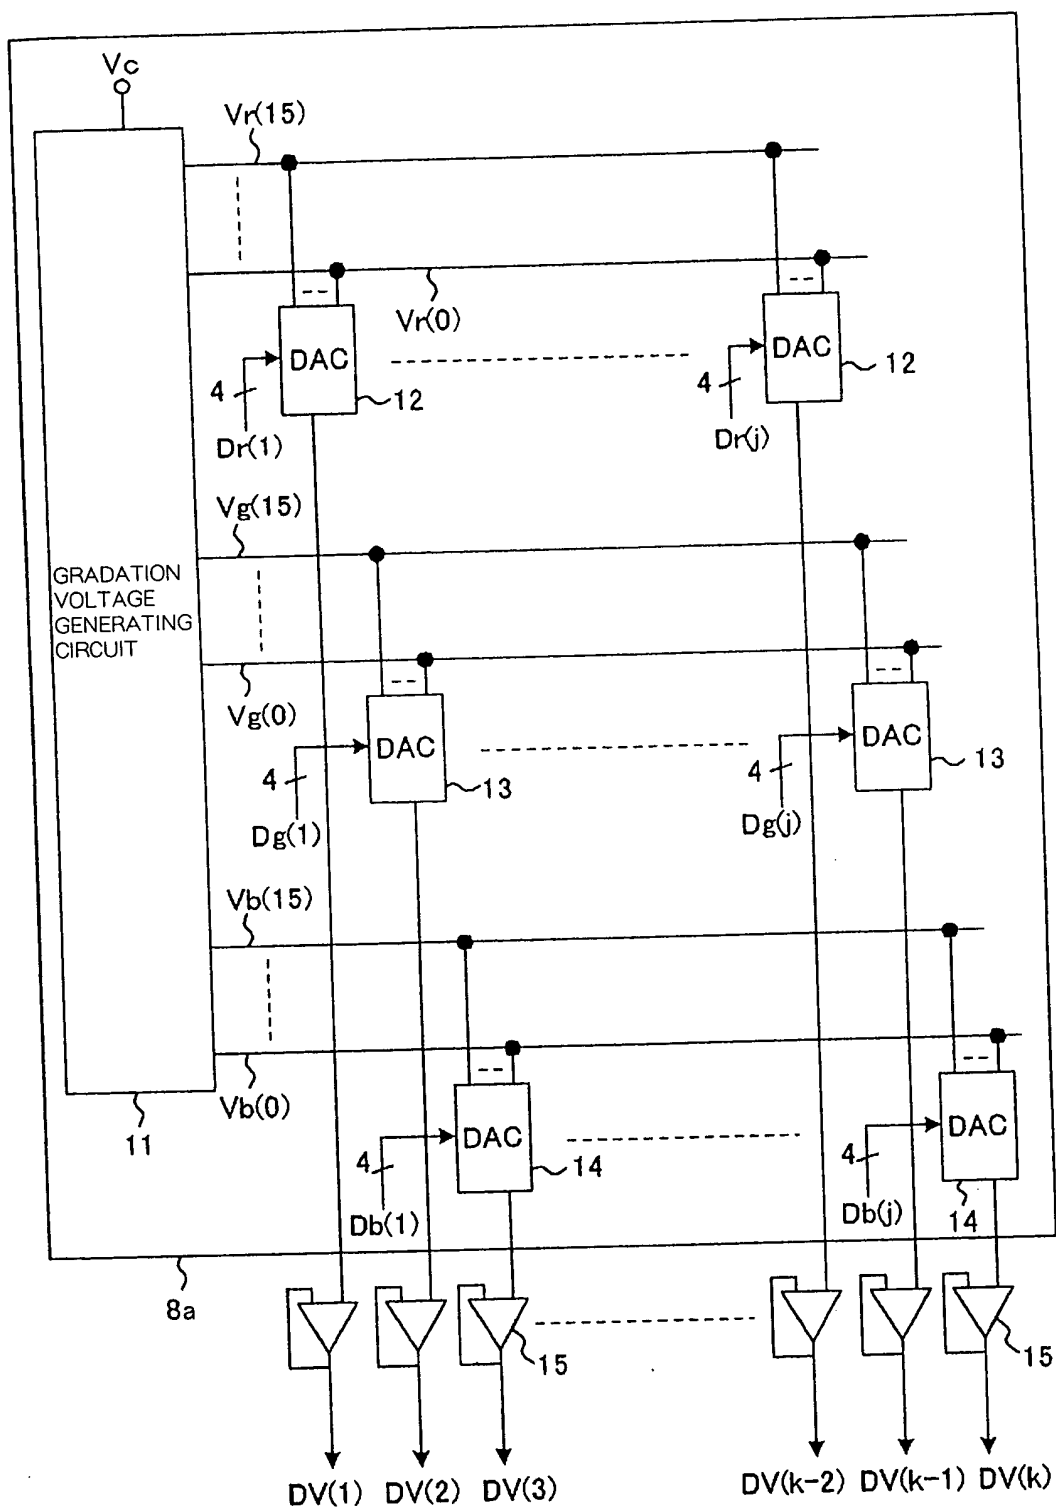 Vc
Vr(15)
Vr(0)
DAC
DAC
12
12
4
4
Dr(1)
Dr(j)
Vg(15)
GRADATION
VOLTAGE
GENERATING
CIRCUIT
Vg(0)
DAC
DAC
13
13
4
4
Dg(1)
Dg(j)
Vb(15)
Vb(0)
11
DAC
DAC
4
14
4
Db(1)
Db(j)
14
8a
15
15
DV(1)
DV(2)
DV(3)
DV(k-2)
DV(k-1)
DV(k)